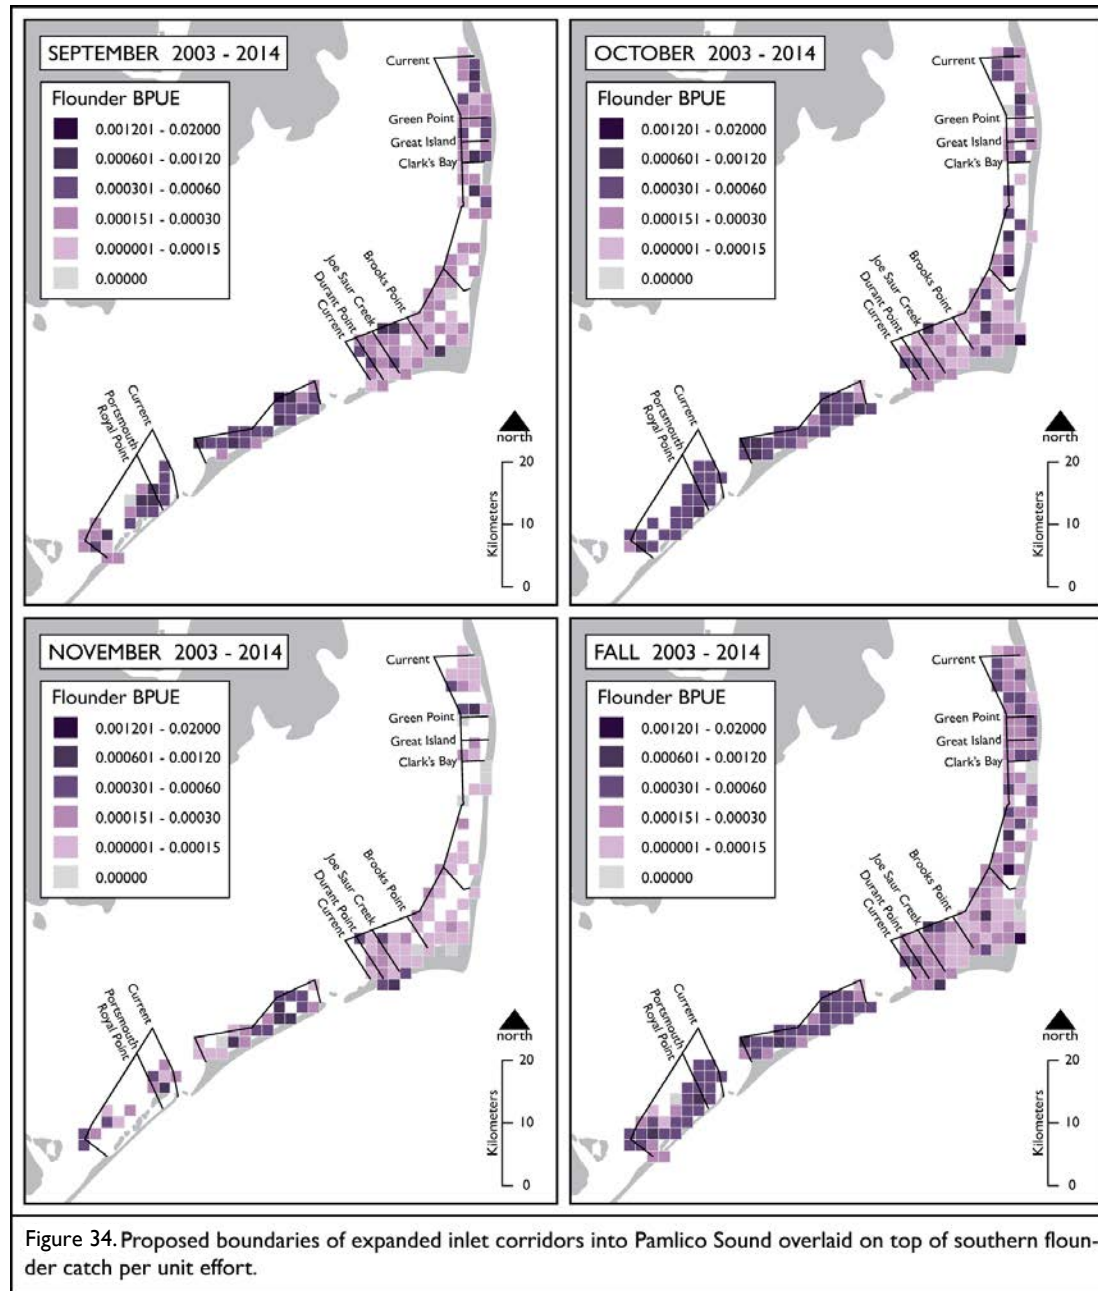 SEPTEMBER 2003 - 2014
Flounder BPUE
0.001201 - 0.02000
0.000601 - 0.00120
0.000301 - 0.00060
0.000151 - 0.00030
0.000001 - 0.00015
0.00000
Current
Green Point
Great Island
Clark's Bay
Brooks Point
Joe Saur Creek
Durant Point
Current
Current
Portsmouth
Royal Point
north
20
10
0
Kilometers
OCTOBER 2003 - 2014
Flounder BPUE
0.001201 - 0.02000
0.000601 - 0.00120
0.000301 - 0.00060
0.000151 - 0.00030
0.000001 - 0.00015
0.00000
Current
Green Point
Great Island
Clark's Bay
Brooks Point
Joe Saur Creek
Durant Point
Current
Current
Portsmouth
Royal Point
north
20
10
0
Kilometers
NOVEMBER 2003 - 2014
Flounder BPUE
0.001201 - 0.02000
0.000601 - 0.00120
0.000301 - 0.00060
0.000151 - 0.00030
0.000001 - 0.00015
0.00000
Current
Green Point
Great Island
Clark's Bay
Brooks Point
Joe Saur Creek
Durant Point
Current
Current
Portsmouth
Royal Point
north
20
10
0
Kilometers
FALL 2003 - 2014
Flounder BPUE
0.001201 - 0.02000
0.000601 - 0.00120
0.000301 - 0.00060
0.000151 - 0.00030
0.000001 - 0.00015
0.00000
Current
Green Point
Great Island
Clark's Bay
Brooks Point
Joe Saur Creek
Durant Point
Current
Current
Portsmouth
Royal Point
north
20
10
0
Kilometers
Figure 34. Proposed boundaries of expanded inlet corridors into Pamlico Sound overlaid on top of southern floun-
der catch per unit effort.